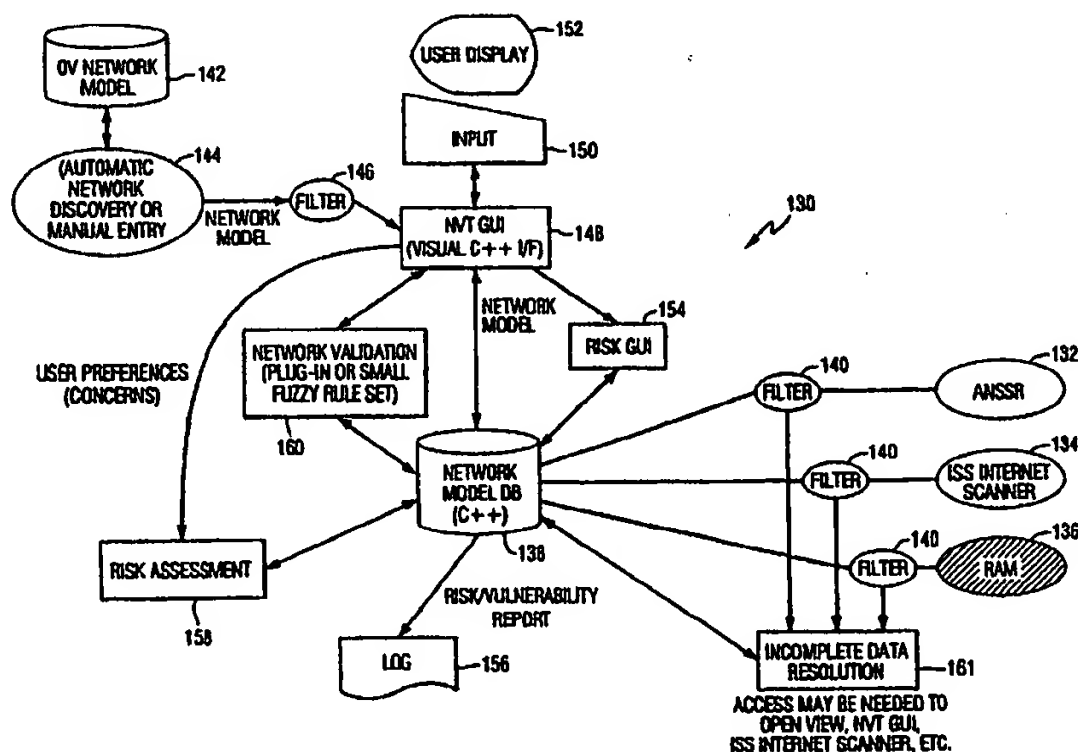 152
USER DISPLAY
OV NETWORK
MODEL
142
INPUT
150
144
(AUTOMATIC
NETWORK
DISCOVERY OR
MANUAL ENTRY
NETWORK
MODEL
146
FILTER
NVT GUI
(VISUAL C++ I/F)
148
130
NETWORK
MODEL
154
RISK GUI
USER PREFERENCES
(CONCERNS)
NETWORK VALIDATION
(PLUG-IN OR SMALL
FUZZY RULE SET)
160
140
FILTER
132
ANSSR
140
FILTER
134
ISS INTERNET
SCANNER
NETWORK
MODEL DB
(C++)
138
140
FILTER
136
RAM
RISK ASSESSMENT
158
RISK/VULNERABILITY
REPORT
LOG
156
INCOMPLETE DATA
RESOLUTION
161
ACCESS MAY BE NEEDED TO
OPEN VIEW, NVT GUI,
ISS INTERNET SCANNER, ETC.